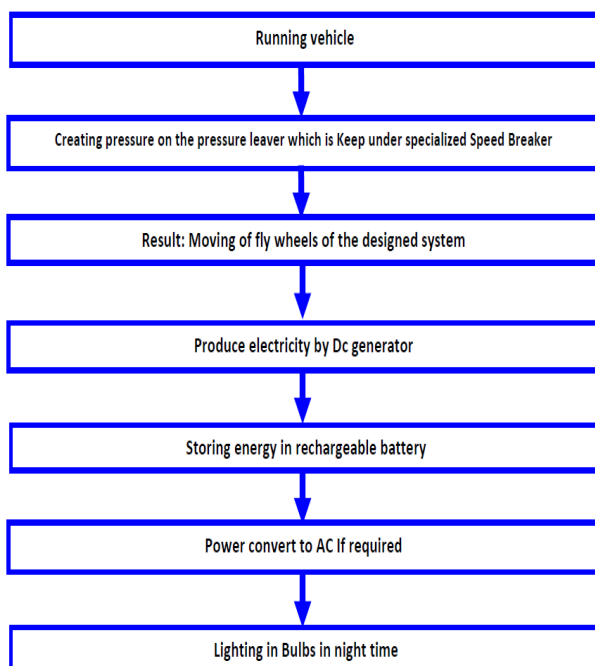 Running vehicle
Creating pressure on the pressure leaver which is Keep under specialized Speed Breaker
Result: Moving of fly wheels of the designed system
Produce electricity by Dc generator
Storing energy in rechargeable battery
Power convert to AC If required
Lighting in Bulbs in night time